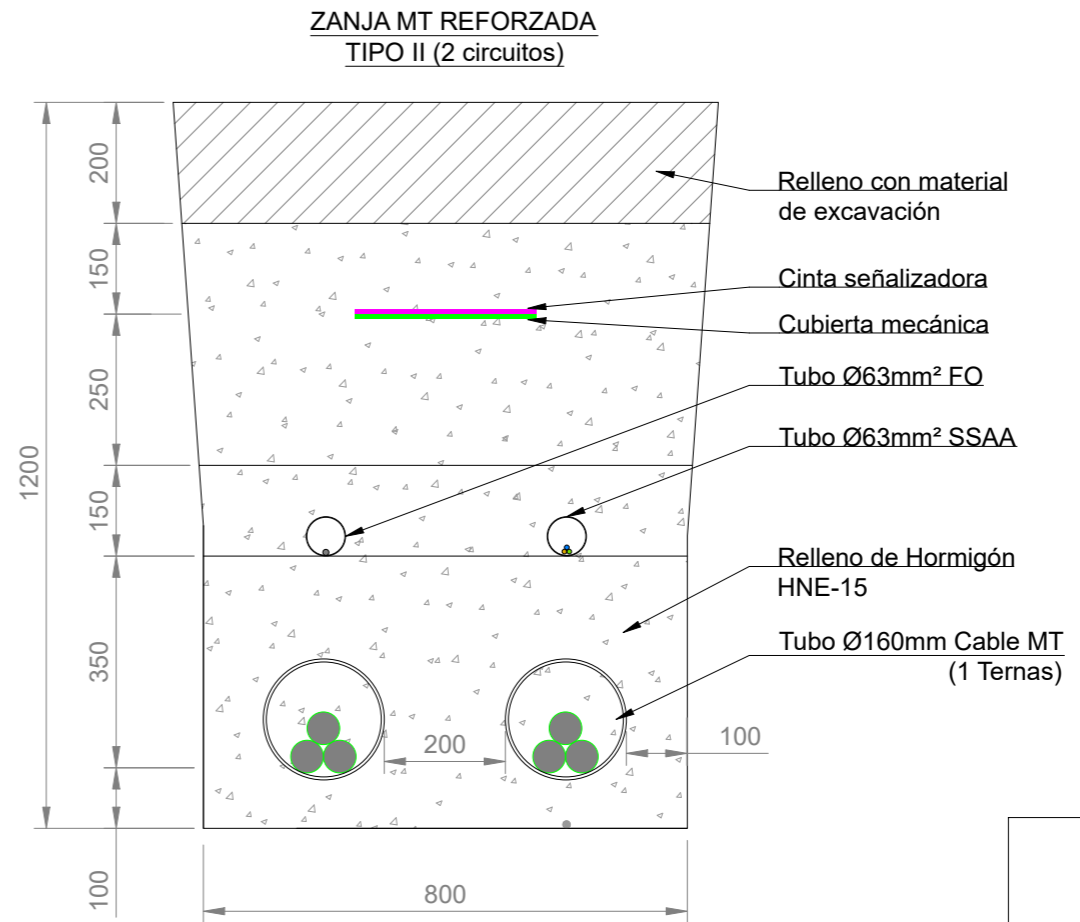 ZANJA MT REFORZADA
TIPO II (2 circuitos)
200
150
250
150
350
100
1200
Relleno con material
de excavación
Cinta señalizadora
Cubierta mecánica
Tubo Ø63mm² FO
Tubo Ø63mm² SSAA
Relleno de Hormigón
HNE-15
Tubo Ø160mm Cable MT
(1 Ternas)
200
100
800